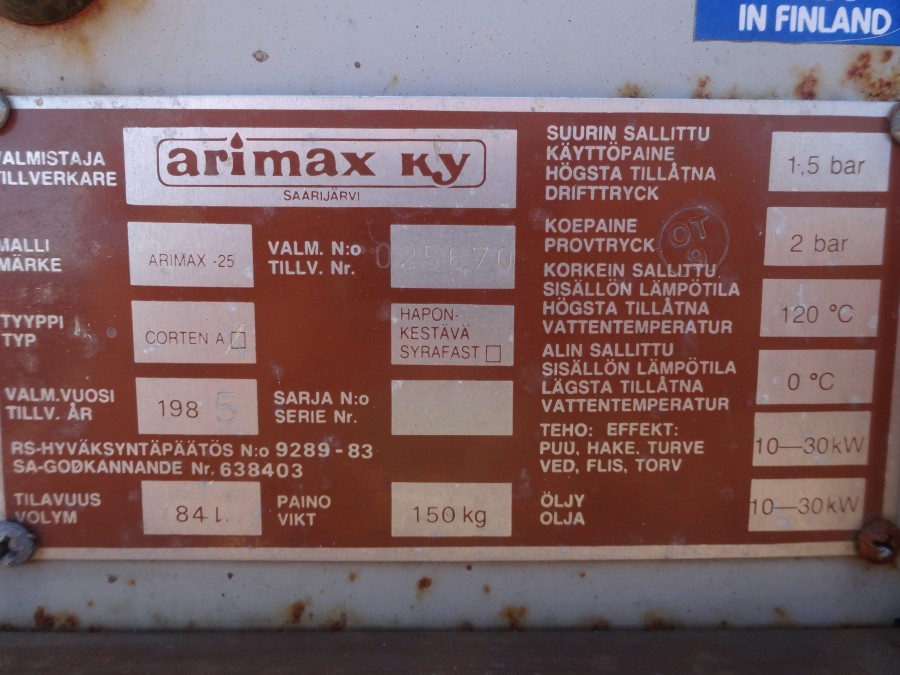 IN FINLAND
VALMISTAJA
TILLVERKARE
arimax Ky
SAARIJÄRVI
MALLI
MÄRKE
ARIMAX -25
VALM. N:o
TILLV. Nr.
025670
TYYPPI
TYP
CORTEN A
HAPON-
KESTÄVÄ
SYRAFAST
VALM.VUOSI
TILLV. ÅR
1985
SARJA N:o
SERIE Nr.
RS-HYVÄKSYNTÄPÄÄTÖS N:o 9289-83
SA-GODKANNANDE Nr. 638403
TILAVUUS
VOLYM
84 l.
PAINO
VIKT
150 kg
SUURIN SALLITTU
KÄYTTÖPAINE
HÖGSTA TILLÅTNA
DRIFTTRYCK
1,5 bar
KOEPAINE
PROVTRYCK
OT
9
2 bar
KORKEIN SALLITTU
SISÄLLÖN LÄMPÖTILA
HÖGSTA TILLÅTNA
VATTENTEMPERATUR
120 °C
ALIN SALLITTU
SISÄLLÖN LÄMPÖTILA
LÄGSTA TILLÅTNA
VATTENTEMPERATUR
0 °C
TEHO: EFFEKT:
PUU, HAKE, TURVE
VED, FLIS, TORV
10—30kW
ÖLJY
OLJA
10—30kW